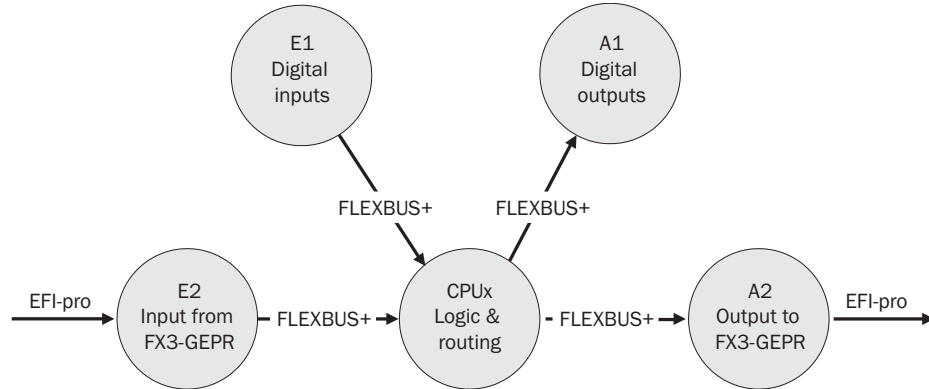 E1
Digital
inputs
A1
Digital
outputs
FLEXBUS+
FLEXBUS+
EFI-pro
E2
Input from
FX3-GEPR
FLEXBUS+
CPUx
Logic &
routing
FLEXBUS+
A2
Output to
FX3-GEPR
EFI-pro